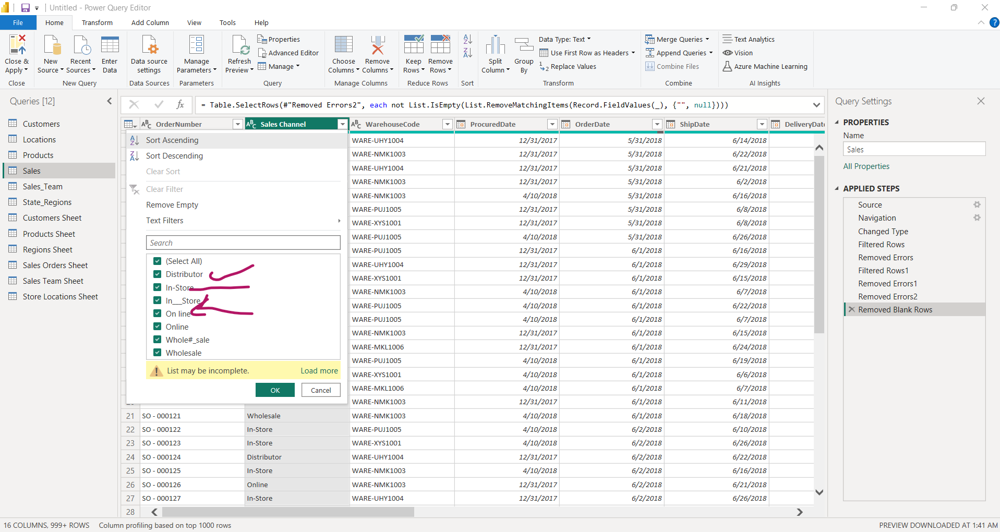 Untitled - Power Query Editor
File Home Transform Add Column View Tools Help
Close & Apply
New Source
Recent Sources
Enter Data
Data source settings
Manage Parameters
Refresh Preview
Properties
Advanced Editor
Manage
Choose Columns
Remove Columns
Keep Rows
Remove Rows
Split Column
Group By
Data Type: Text
Use First Row as Headers
Replace Values
Merge Queries
Append Queries
Combine Files
Text Analytics
Vision
Azure Machine Learning
Close New Query Data Sources Parameters Query Manage Columns Reduce Rows Sort Transform Combine AI Insights
Queries [12]
Customers
Locations
Products
Sales
Sales_Team
State_Regions
Customers Sheet
Products Sheet
Regions Sheet
Sales Orders Sheet
Sales Team Sheet
Store Locations Sheet
fx = Table.SelectRows(#"Removed Errors2", each not List.IsEmpty(List.RemoveMatchingItems(Record.FieldValues(_), {"", null})))
OrderNumber Sales Channel WarehouseCode ProcuredDate OrderDate ShipDate DeliveryDate
Sort Ascending
Sort Descending
Clear Sort
Clear Filter
Remove Empty
Text Filters
Search
(Select All)
Distributor
In-Store
In___Store
On line
Online
Whole#_sale
Wholesale
List may be incomplete. Load more
OK Cancel
WARE-UHY1004 12/31/2017 5/31/2018 6/14/2018
WARE-NMK1003 12/31/2017 5/31/2018 6/22/2018
WARE-UHY1004 12/31/2017 5/31/2018 6/21/2018
WARE-NMK1003 12/31/2017 5/31/2018 6/2/2018
WARE-NMK1003 4/10/2018 5/31/2018 6/16/2018
WARE-PUJ1005 12/31/2017 5/31/2018 6/8/2018
WARE-XYS1001 12/31/2017 5/31/2018 6/8/2018
WARE-PUJ1005 4/10/2018 5/31/2018 6/26/2018
WARE-PUJ1005 12/31/2017 6/1/2018 6/16/2018
WARE-UHY1004 12/31/2017 6/1/2018 6/29/2018
WARE-XYS1001 12/31/2017 6/1/2018 6/15/2018
WARE-NMK1003 4/10/2018 6/1/2018 6/7/2018
WARE-PUJ1005 4/10/2018 6/1/2018 6/22/2018
WARE-PUJ1005 4/10/2018 6/1/2018 6/7/2018
WARE-NMK1003 12/31/2017 6/1/2018 6/15/2018
WARE-MKL1006 12/31/2017 6/1/2018 6/24/2018
WARE-PUJ1005 4/10/2018 6/1/2018 6/19/2018
WARE-XYS1001 4/10/2018 6/1/2018 6/6/2018
WARE-MKL1006 4/10/2018 6/1/2018 6/7/2018
WARE-NMK1003 12/31/2017 6/1/2018 6/11/2018
21 SO - 000121 Wholesale WARE-NMK1003 4/10/2018 6/1/2018 6/18/2018
22 SO - 000122 In-Store WARE-PUJ1005 4/10/2018 6/2/2018 6/10/2018
23 SO - 000123 In-Store WARE-XYS1001 4/10/2018 6/2/2018 6/26/2018
24 SO - 000124 Distributor WARE-UHY1004 12/31/2017 6/2/2018 6/22/2018
25 SO - 000125 In-Store WARE-NMK1003 4/10/2018 6/2/2018 6/16/2018
26 SO - 000126 Online WARE-NMK1003 12/31/2017 6/2/2018 6/21/2018
27 SO - 000127 In-Store WARE-UHY1004 12/31/2017 6/2/2018 6/26/2018
28
Query Settings
PROPERTIES
Name
Sales
All Properties
APPLIED STEPS
Source
Navigation
Changed Type
Filtered Rows
Removed Errors
Filtered Rows1
Removed Errors1
Removed Errors2
Removed Blank Rows
16 COLUMNS, 999+ ROWS Column profiling based on top 1000 rows PREVIEW DOWNLOADED AT 1:41 AM